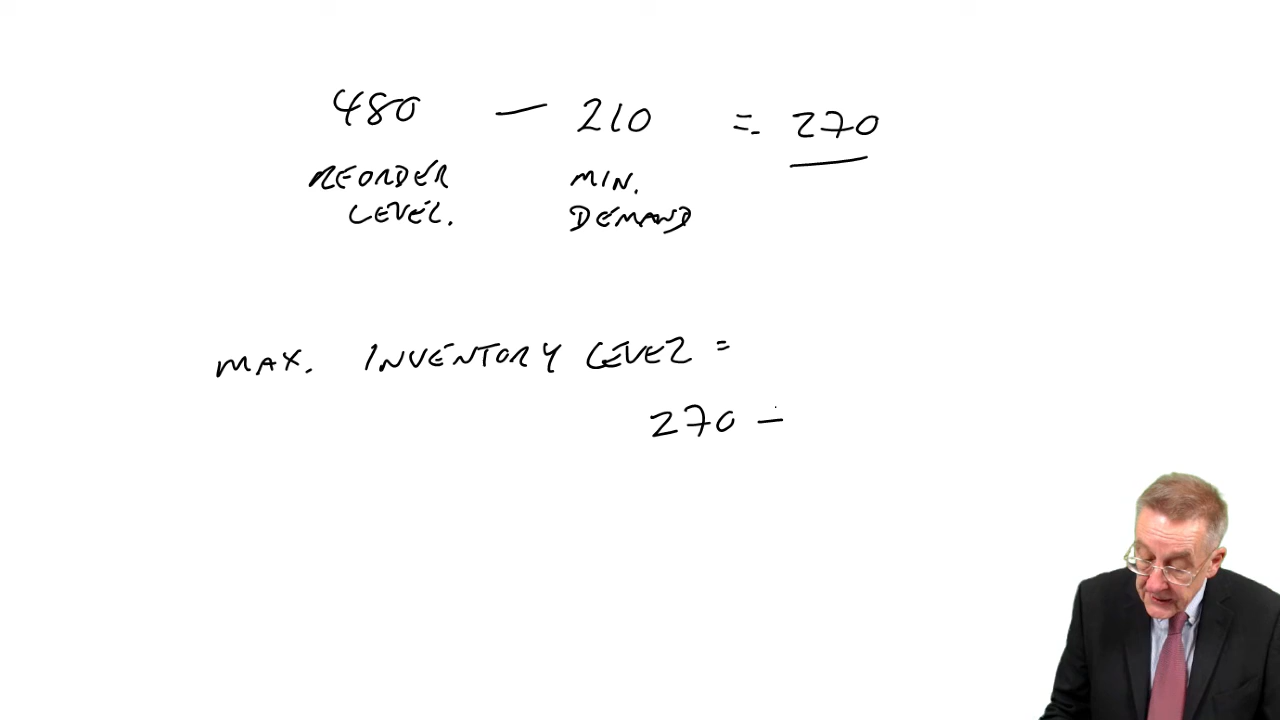 480 — 210 = 270
REORDER MIN.
LEVEL. DEMAND
MAX. INVENTORY LEVEL =
270 —